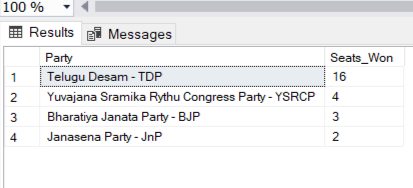 100 %
Results Messages
Party Seats_Won
1 Telugu Desam - TDP 16
2 Yuvajana Sramika Rythu Congress Party - YSRCP 4
3 Bharatiya Janata Party - BJP 3
4 Janasena Party - JnP 2